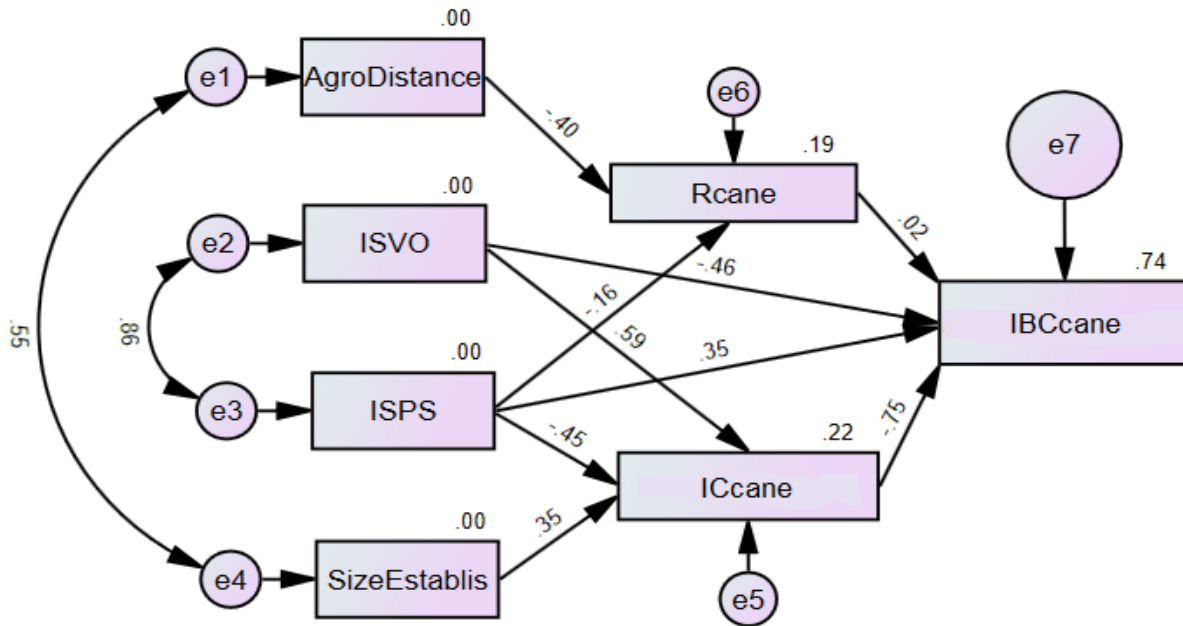 .00
e1
AgroDistance
-.40
e6
.19
Rcane
e7
.00
e2
ISVO
.02
-.46
.74
IBCcane
-.16
.59
.35
.55
.86
.00
e3
ISPS
-.45
.22
ICcane
-.75
.00
.35
e4
SizeEstablis
e5